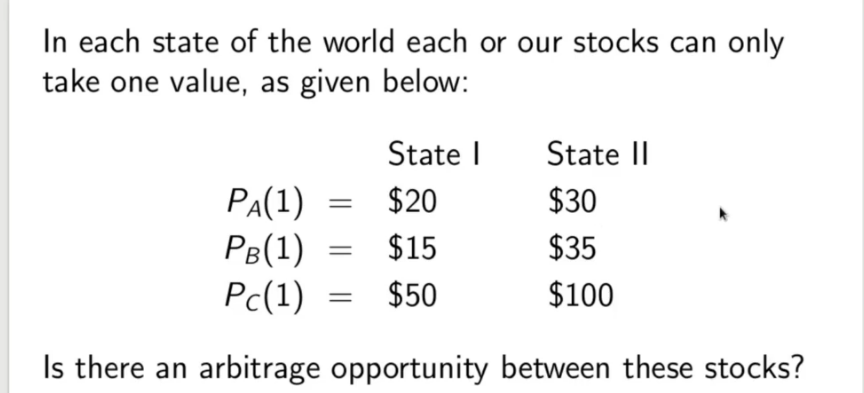 In each state of the world each or our stocks can only
take one value, as given below:
State I State II
P_A(1) = $20 $30
P_B(1) = $15 $35
P_C(1) = $50 $100
Is there an arbitrage opportunity between these stocks?